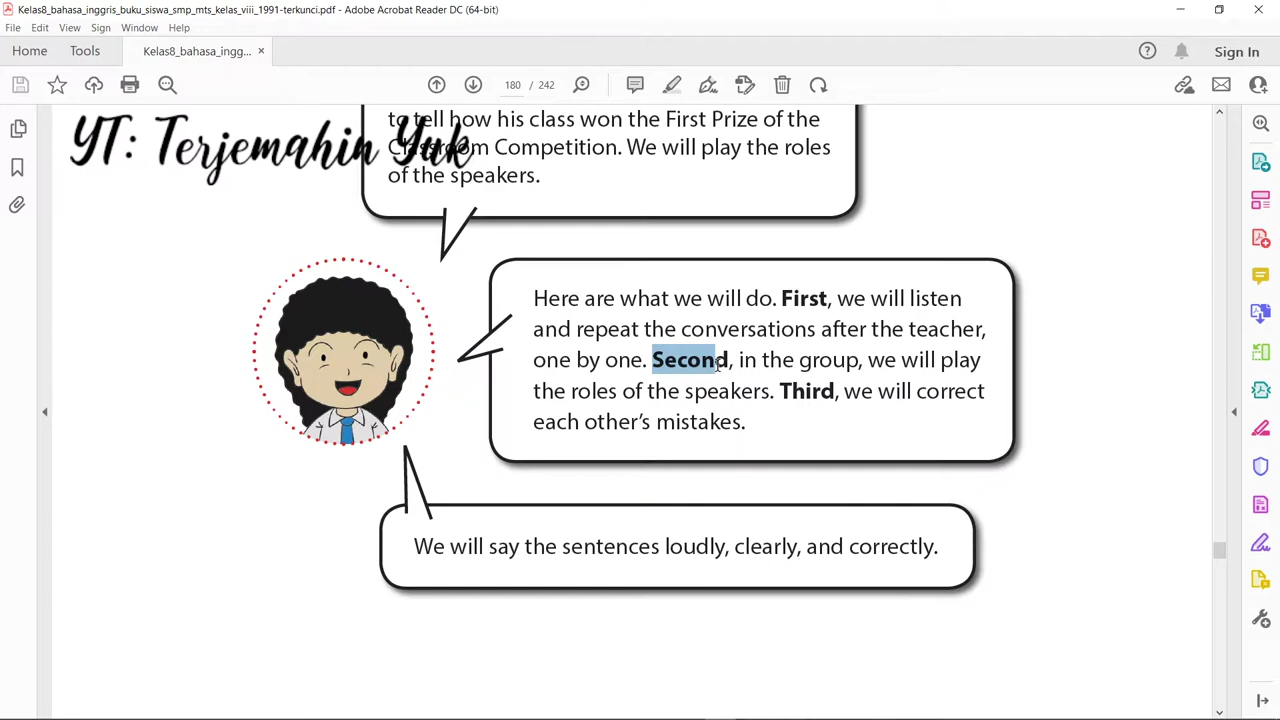 Kelas8_bahasa_inggris_buku_siswa_smp_mts_kelas_viii_1991-terkunci.pdf - Adobe Acrobat Reader DC (64-bit)
File Edit View Sign Window Help
Home Tools Kelas8_bahasa_ingg... × Sign In
180 / 242
YT: Terjemahin Yuk
to tell how his class won the First Prize of the
Classroom Competition. We will play the roles
of the speakers.
Here are what we will do. First, we will listen
and repeat the conversations after the teacher,
one by one. Second, in the group, we will play
the roles of the speakers. Third, we will correct
each other's mistakes.
We will say the sentences loudly, clearly, and correctly.